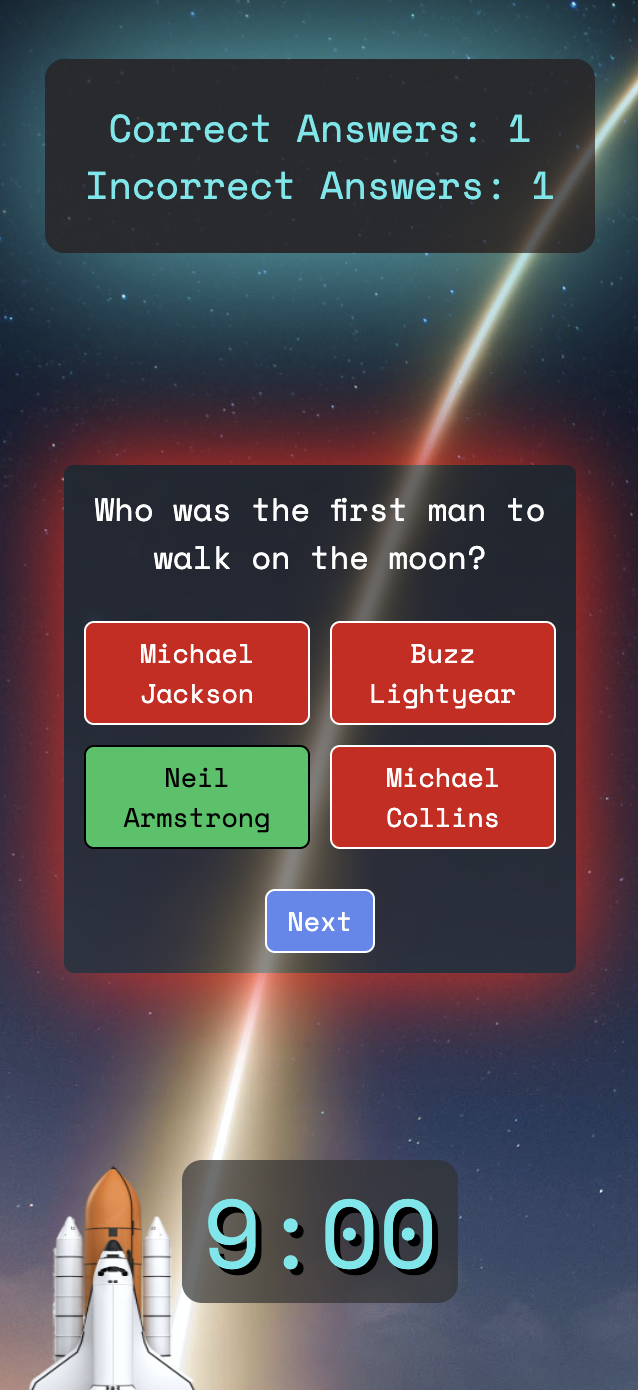 Correct Answers: 1
Incorrect Answers: 1
Who was the first man to
walk on the moon?
Michael
Jackson
Buzz
Lightyear
Neil
Armstrong
Michael
Collins
Next
9:00